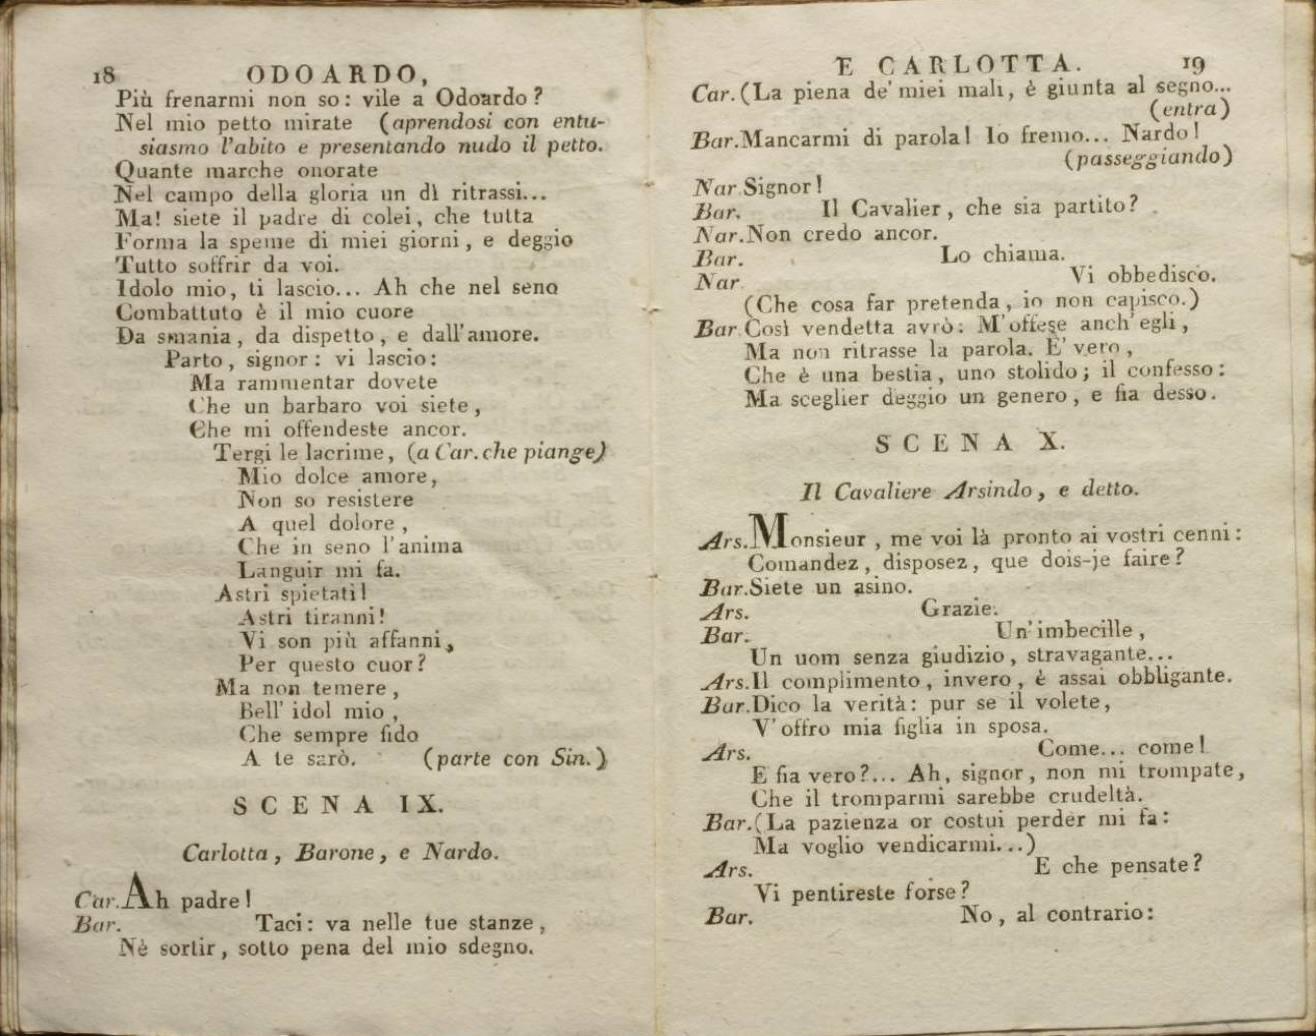 18 ODOARDO,
Più frenarmi non so: vile a Odoardo?
Nel mio petto mirate (aprendosi con entu-
siasmo l'abito e presentando nudo il petto.
Quante marche onorate
Nel campo della gloria un dì ritrassi...
Ma! siete il padre di colei, che tutta
Forma la speme di miei giorni, e deggio
Tutto soffrir da voi.
Idolo mio, ti lascio... Ah che nel seno
Combattuto è il mio cuore
Da smania, da dispetto, e dall'amore.
Parto, signor: vi lascio:
Ma rammentar dovete
Che un barbaro voi siete,
Che mi offendeste ancor.
Tergi le lacrime, (a Car. che piange)
Mio dolce amore,
Non so resistere
A quel dolore,
Che in seno l'anima
Languir mi fa.
Astri spietati!
Astri tiranni!
Vi son più affanni,
Per questo cuor?
Ma non temere,
Bell' idol mio,
Che sempre fido
A te sarò. (parte con Sin.)
SCENA IX.
Carlotta, Barone, e Nardo.
Car. Ah padre!
Bar. Taci: va nelle tue stanze,
Nè sortir, sotto pena del mio sdegno.
E CARLOTTA. 19
Car. (La piena de' miei mali, è giunta al segno...
(entra)
Bar. Mancarmi di parola! Io fremo... Nardo!
(passeggiando)
Nar Signor!
Bar. Il Cavalier, che sia partito?
Nar. Non credo ancor.
Bar. Lo chiama.
Nar Vi obbedisco.
(Che cosa far pretenda, io non capisco.)
Bar Così vendetta avrò: M'offese anch' egli,
Ma non ritrasse la parola. E' vero,
Che è una bestia, uno stolido; il confesso:
Ma sceglier deggio un genero, e fia desso.
SCENA X.
Il Cavaliere Arsindo, e detto.
Ars. Monsieur, me voi là pronto ai vostri cenni:
Comandez, disposez, que dois-je faire?
Bar. Siete un asino.
Ars. Grazie.
Bar. Un' imbecille,
Un uom senza giudizio, stravagante...
Ars. Il complimento, invero, è assai obbligante.
Bar. Dico la verità: pur se il volete,
V' offro mia figlia in sposa.
Ars. Come... come!
E fia vero?... Ah, signor, non mi trompate,
Che il tromparmi sarebbe crudeltà.
Bar. (La pazienza or costui perder mi fa:
Ma voglio vendicarmi...)
Ars. E che pensate?
Vi pentireste forse?
Bar. No, al contrario: